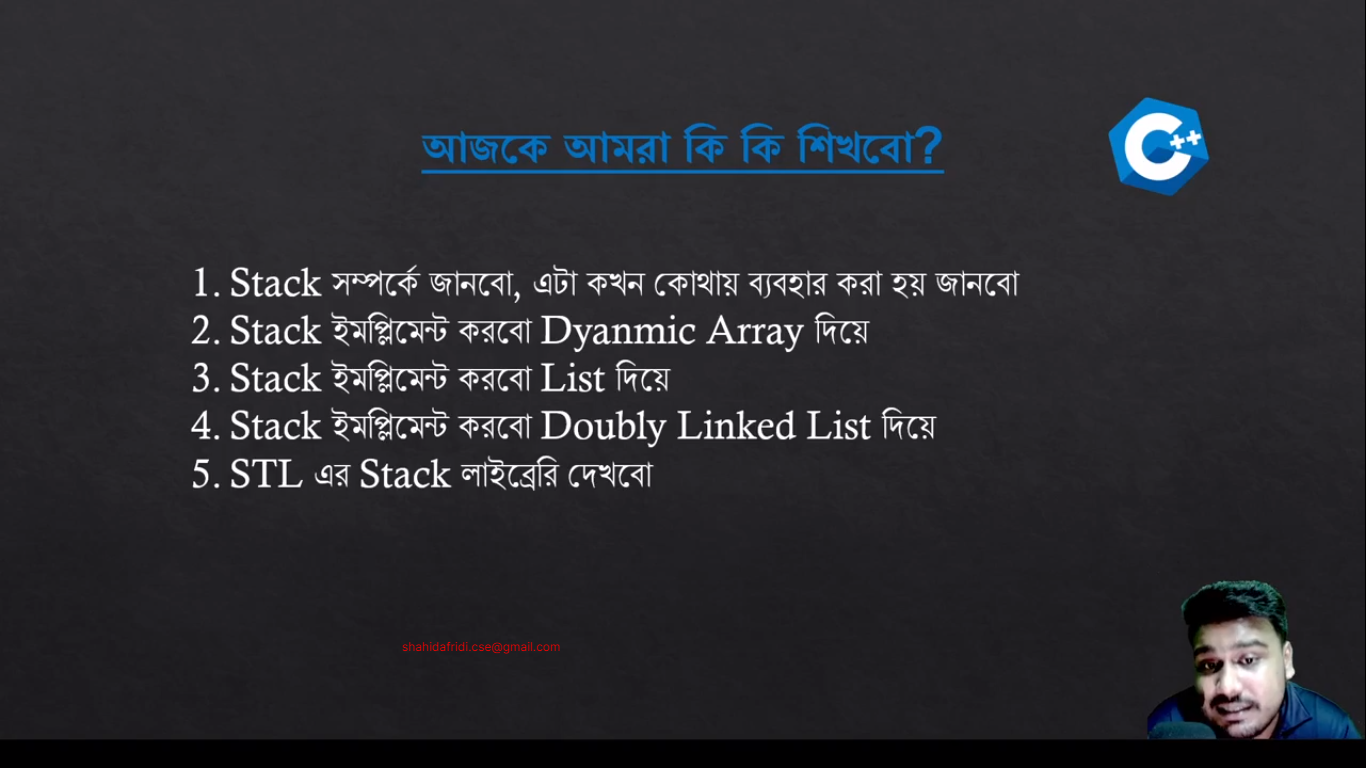 আজকে আমরা কি কি শিখবো?
C++
1. Stack সম্পর্কে জানবো, এটা কখন কোথায় ব্যবহার করা হয় জানবো
2. Stack ইমপ্লিমেন্ট করবো Dyanmic Array দিয়ে
3. Stack ইমপ্লিমেন্ট করবো List দিয়ে
4. Stack ইমপ্লিমেন্ট করবো Doubly Linked List দিয়ে
5. STL এর Stack লাইব্রেরি দেখবো
shahidafridi.cse@gmail.com